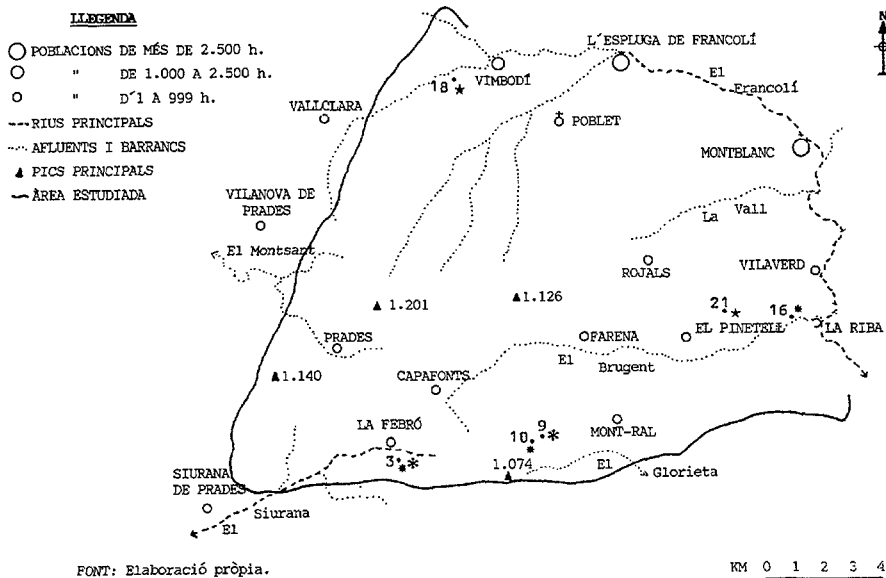 LLEGENDA
POBLACIONS DE MÉS DE 2.500 h.
" DE 1.000 A 2.500 h.
" D´1 A 999 h.
RIUS PRINCIPALS
AFLUENTS I BARRANCS
PICS PRINCIPALS
ÀREA ESTUDIADA
N
L´ESPLUGA DE FRANCOLÍ
El
Francolí
VIMBODÍ
18
VALLCLARA
POBLET
MONTBLANC
VILANOVA DE
PRADES
La Vall
El Montsant
ROJALS
VILAVERD
1.201
1.126
21
16
EL PINETELL
LA RIBA
PRADES
FARENA
El
Brugent
1.140
CAPAFONTS
LA FEBRÓ
9
10
MONT-RAL
3
1.074
El
Glorieta
SIURANA
DE PRADES
Siurana
El
FONT: Elaboració pròpia.
KM 0 1 2 3 4